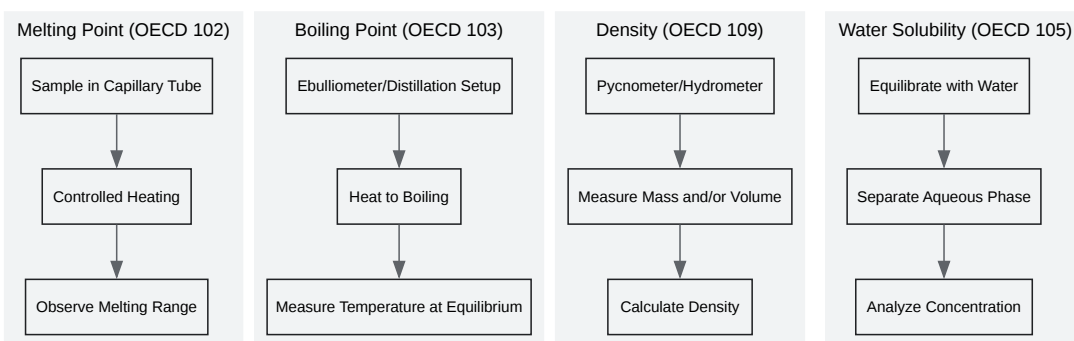 Melting Point (OECD 102)
Sample in Capillary Tube
Controlled Heating
Observe Melting Range
Boiling Point (OECD 103)
Ebulliometer/Distillation Setup
Heat to Boiling
Measure Temperature at Equilibrium
Density (OECD 109)
Pycnometer/Hydrometer
Measure Mass and/or Volume
Calculate Density
Water Solubility (OECD 105)
Equilibrate with Water
Separate Aqueous Phase
Analyze Concentration